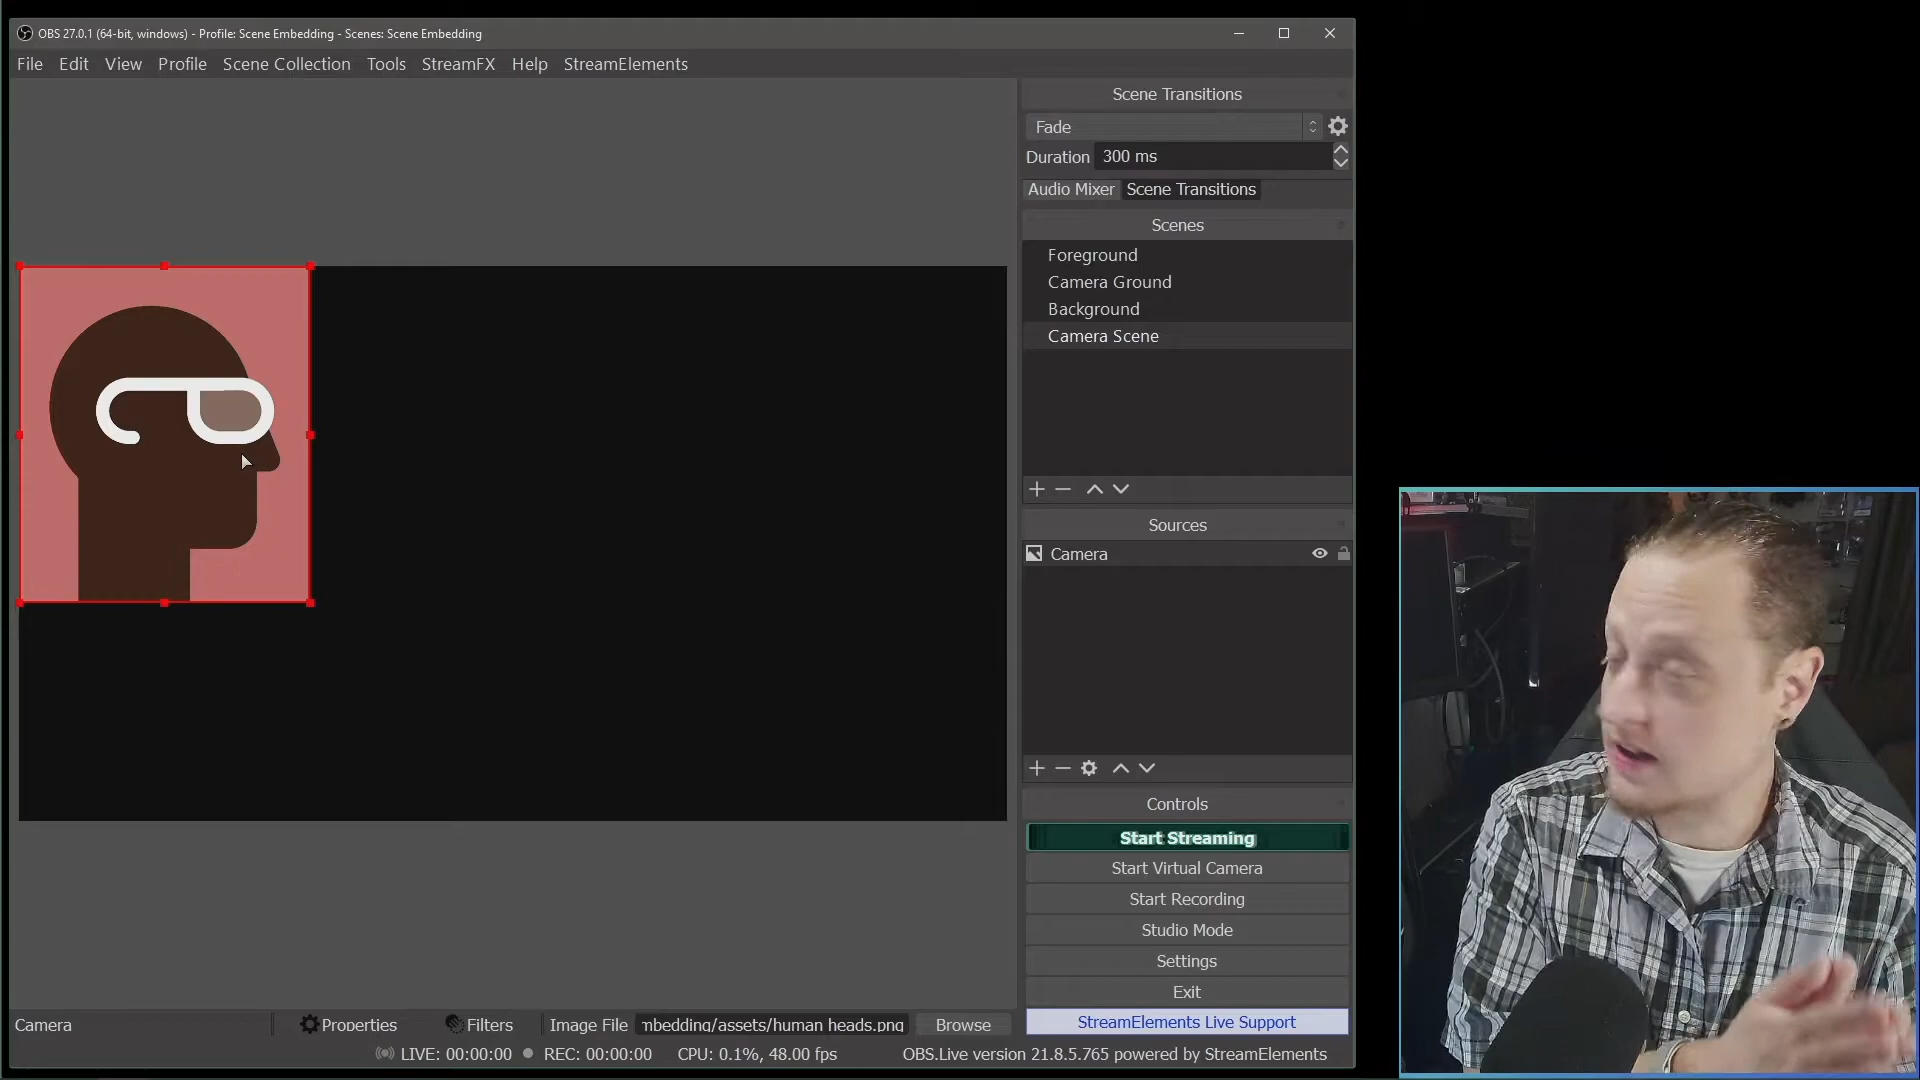 OBS 27.0.1 (64-bit, windows) - Profile: Scene Embedding - Scenes: Scene Embedding
File Edit View Profile Scene Collection Tools StreamFX Help StreamElements
Scene Transitions
Fade
Duration 300 ms
Audio Mixer Scene Transitions
Scenes
Foreground
Camera Ground
Background
Camera Scene
Sources
Camera
Controls
Start Streaming
Start Virtual Camera
Start Recording
Studio Mode
Settings
Exit
StreamElements Live Support
Camera Properties Filters Image File mbedding/assets/human heads.png Browse
LIVE: 00:00:00 REC: 00:00:00 CPU: 0.1%, 48.00 fps OBS.Live version 21.8.5.765 powered by StreamElements